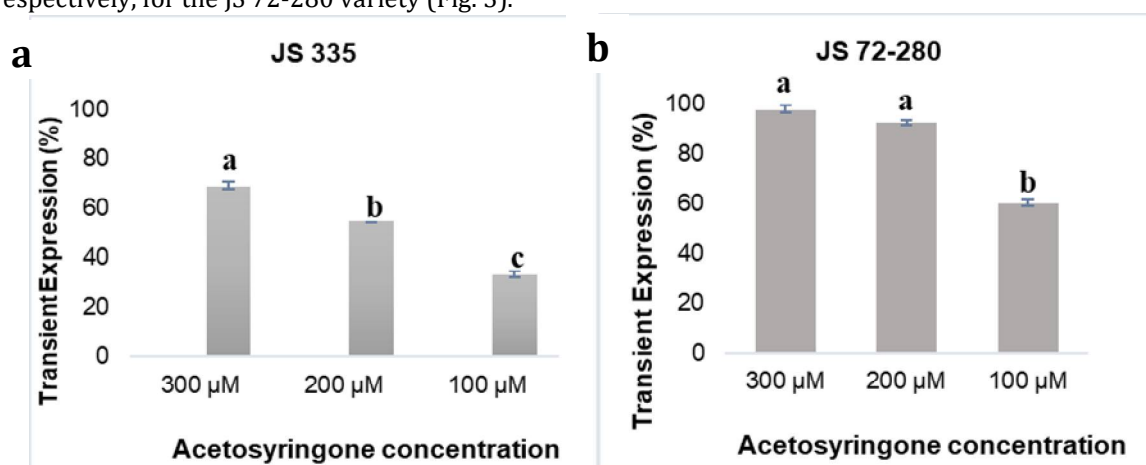 espectively, for the JS 72-280 variety (Fig. 3).
a
JS 335
Transient Expression (%)
100
80
60
40
20
0
a
b
c
300 µM 200 µM 100 µM
Acetosyringone concentration
b
JS 72-280
Transient Expression (%)
100
80
60
40
20
0
a
a
b
300 µM 200 µM 100 µM
Acetosyringone concentration